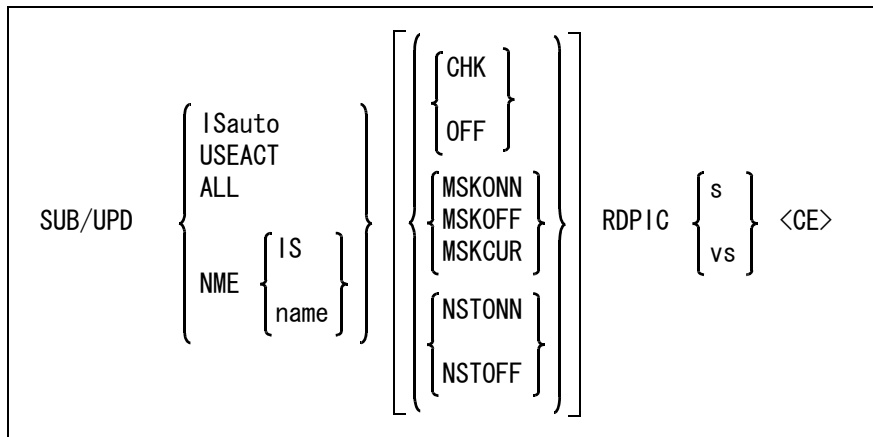 SUB/UPD
ISauto
USEACT
ALL
NME
IS
name
CHK
OFF
MSKONN
MSKOFF
MSKCUR
NSTONN
NSTOFF
RDPIC
s
vs
<CE>